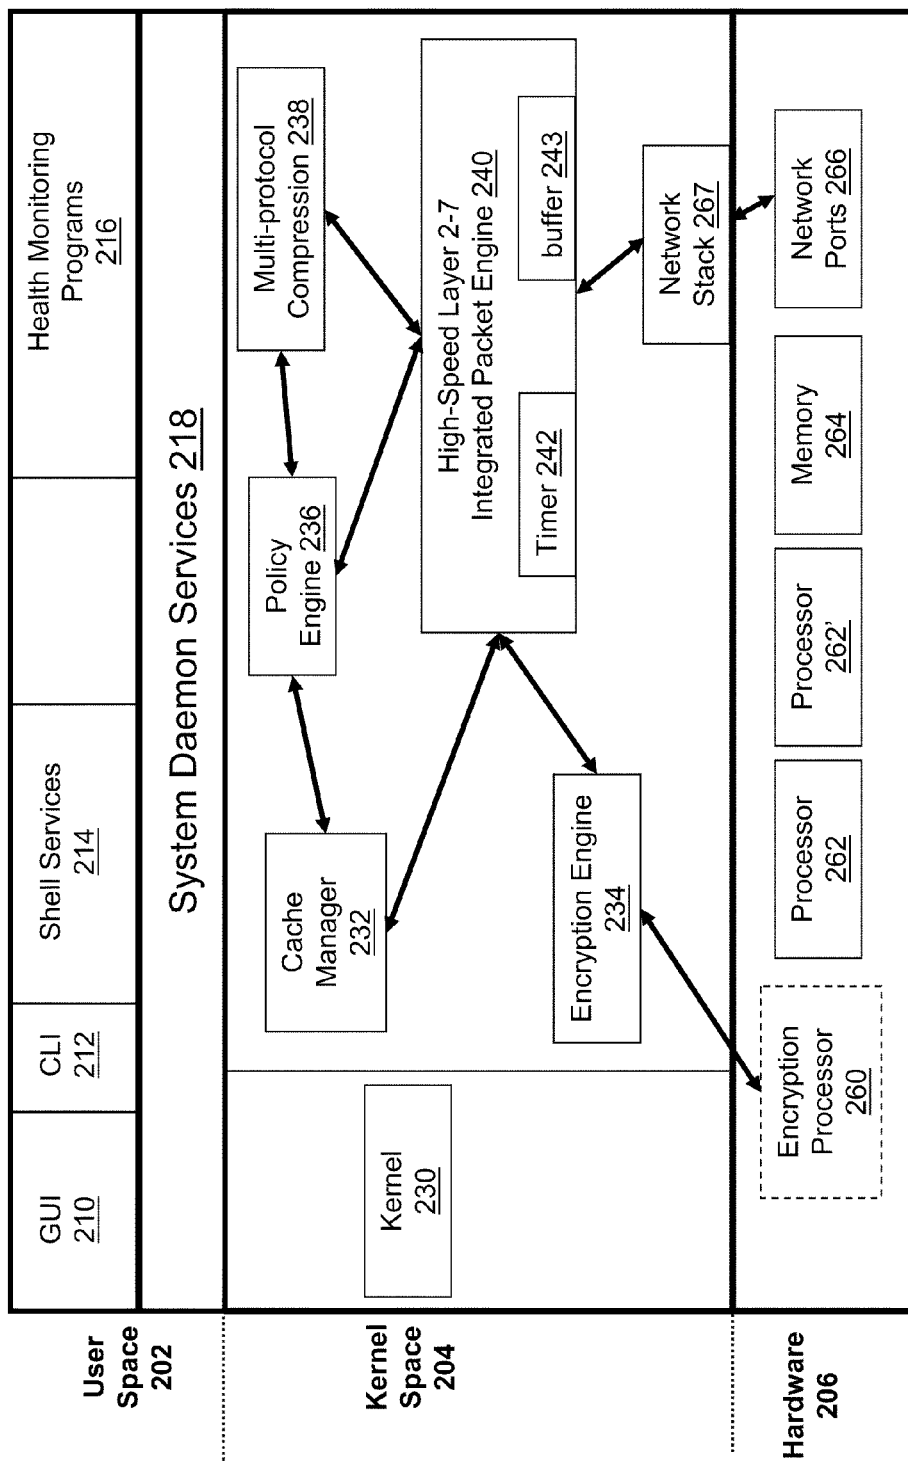 User
Space
202
GUI
210
CLI
212
Shell Services
214
Health Monitoring
Programs
216
System Daemon Services 218
Kernel
Space
204
Kernel
230
Cache
Manager
232
Policy
Engine 236
Multi-protocol
Compression 238
High-Speed Layer 2-7
Integrated Packet Engine 240
Timer 242
buffer 243
Encryption Engine
234
Network
Stack 267
Hardware
206
Encryption
Processor
260
Processor
262
Processor
262'
Memory
264
Network
Ports 266